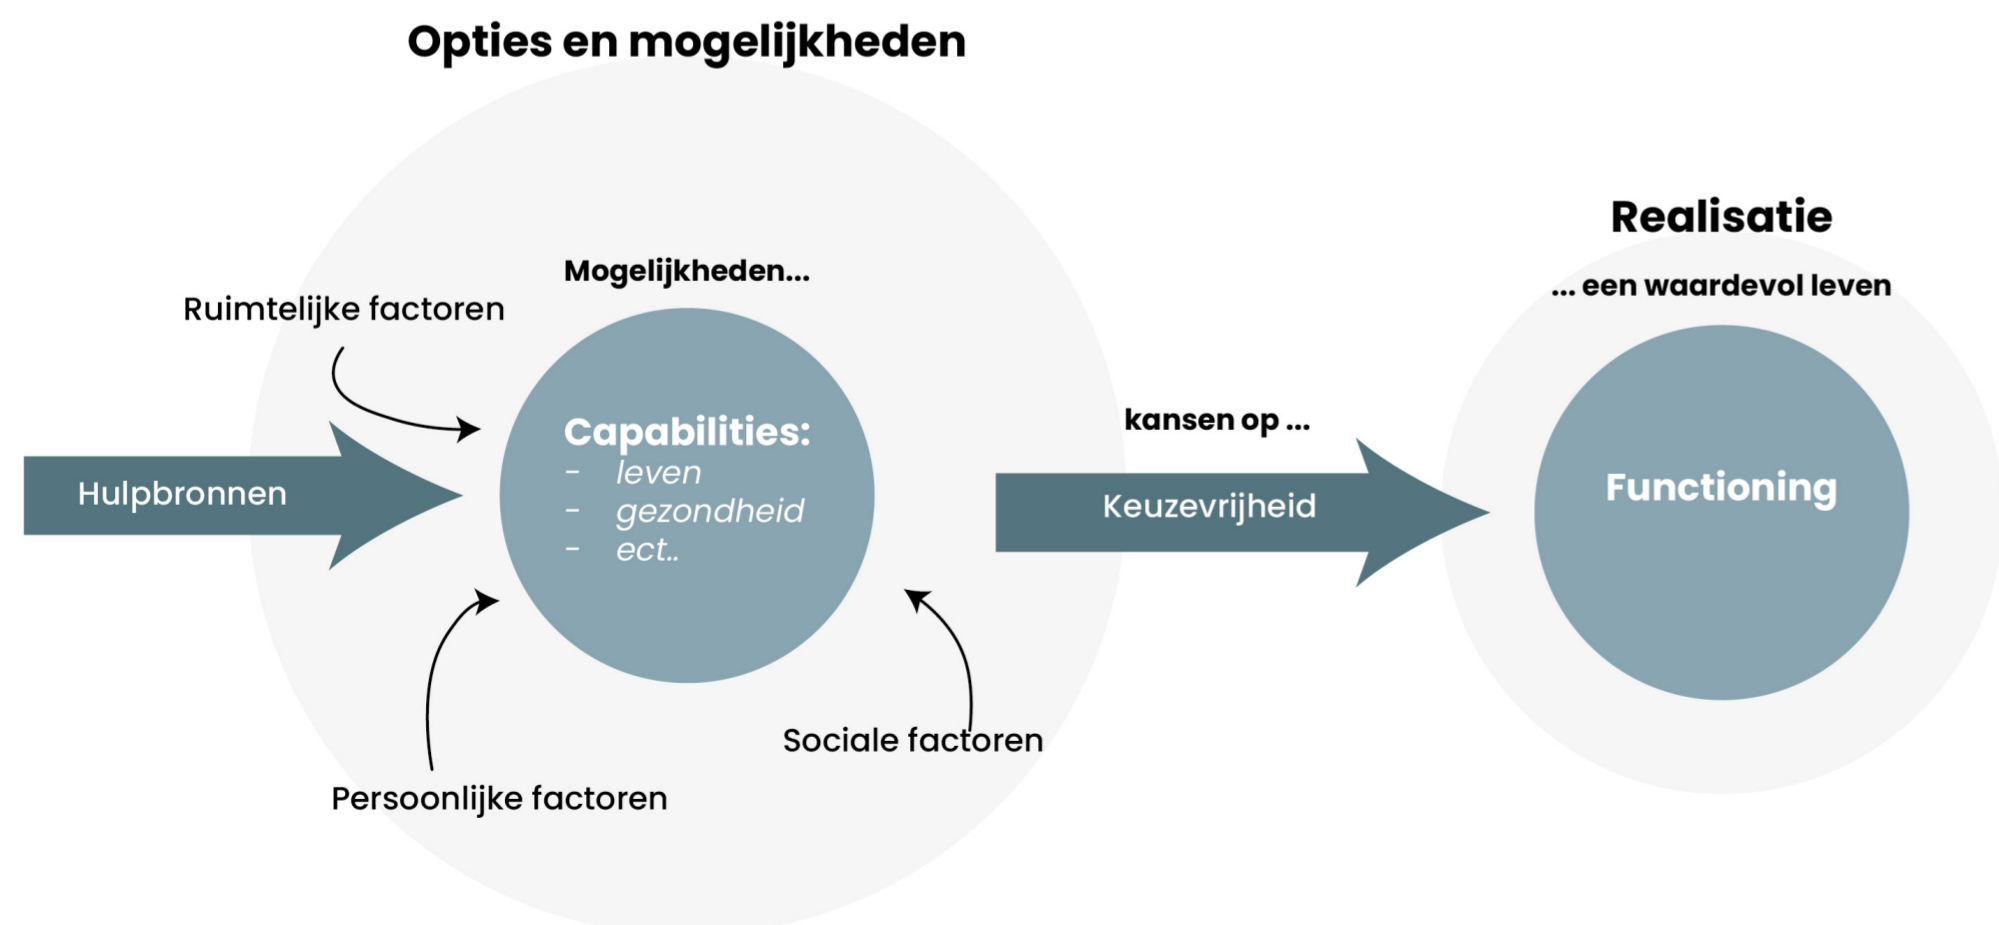 Opties en mogelijkheden
Mogelijkheden...
Ruimtelijke factoren
Hulpbronnen
Capabilities:
- leven
- gezondheid
- ect..
Persoonlijke factoren
Sociale factoren
kansen op ...
Keuzevrijheid
Realisatie
... een waardevol leven
Functioning